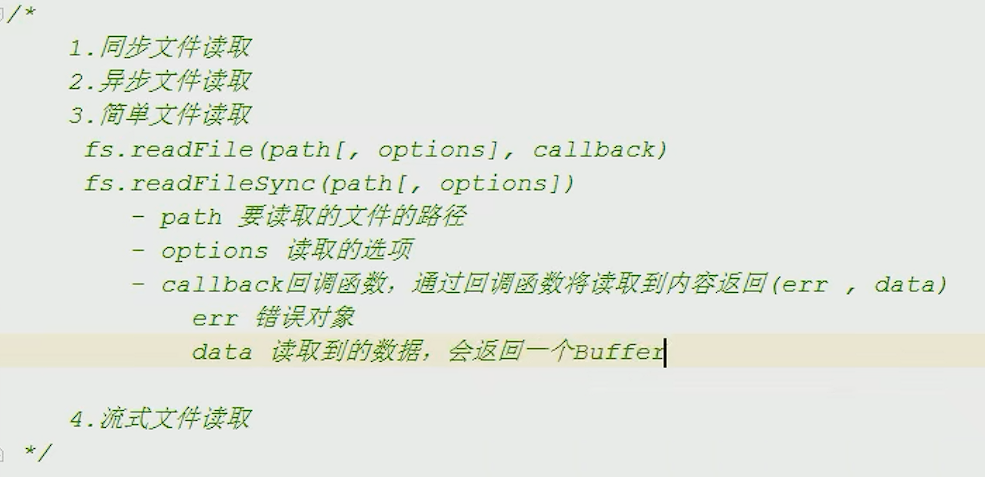 /*
1.同步文件读取
2.异步文件读取
3.简单文件读取
fs.readFile(path[, options], callback)
fs.readFileSync(path[, options])
- path 要读取的文件的路径
- options 读取的选项
- callback回调函数，通过回调函数将读取到内容返回(err , data)
err 错误对象
data 读取到的数据，会返回一个Buffer
4.流式文件读取
*/